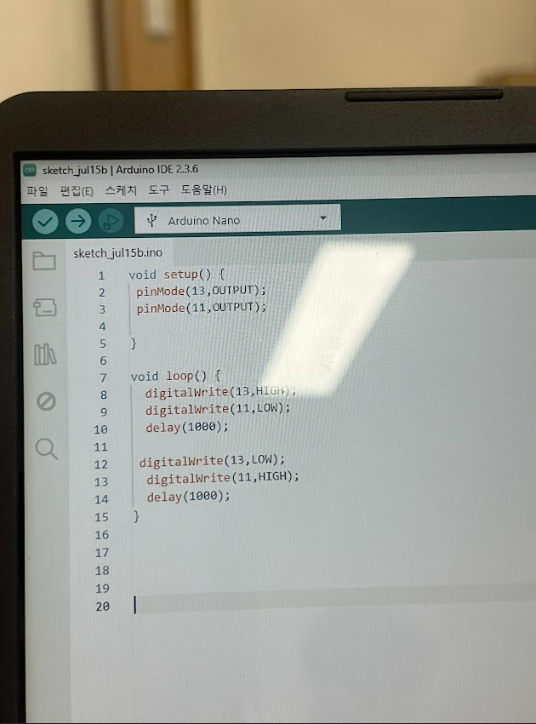 sketch_jul15b | Arduino IDE 2.3.6
파일 편집(E) 스케치 도구 도움말(H)
Arduino Nano
sketch_jul15b.ino
1 void setup() {
2 pinMode(13,OUTPUT);
3 pinMode(11,OUTPUT);
4
5 }
6
7 void loop() {
8 digitalWrite(13,HIGH);
9 digitalWrite(11,LOW);
10 delay(1000);
11
12 digitalWrite(13,LOW);
13 digitalWrite(11,HIGH);
14 delay(1000);
15 }
16
17
18
19
20